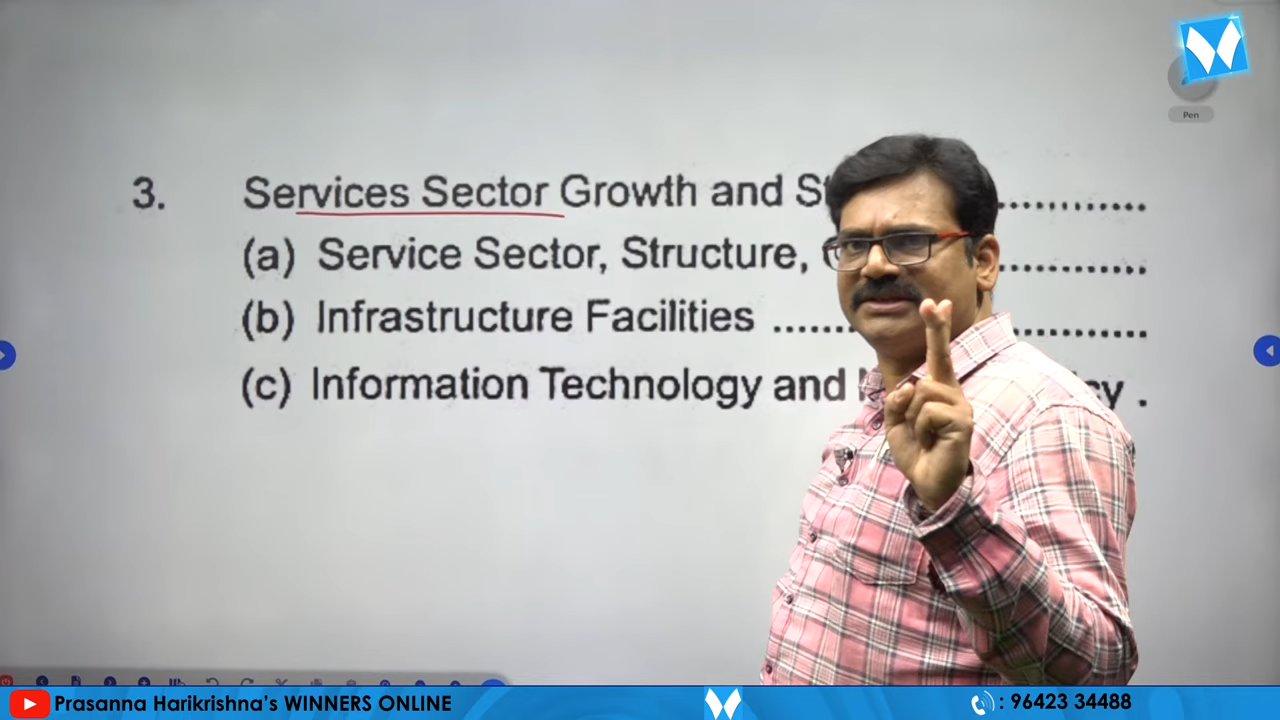 Pen
3. Services Sector Growth and
(a) Service Sector, Structure,
(b) Infrastructure Facilities ..........................
(c) Information Technology and
Prasanna Harikrishna's WINNERS ONLINE
: 96423 34488